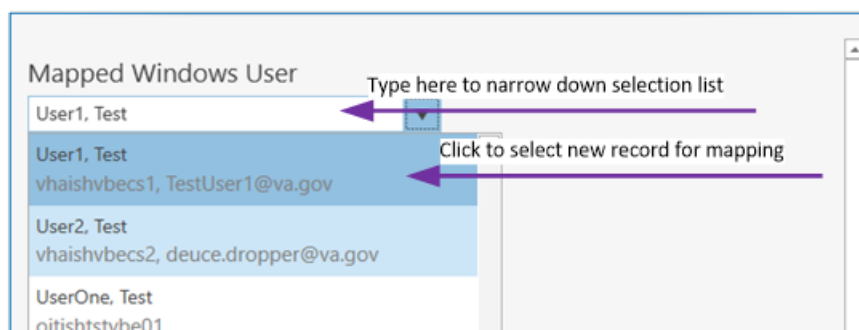 Mapped Windows User
Type here to narrow down selection list
User1, Test
User1, Test
Click to select new record for mapping
vhaishvbecs1, TestUser1@va.gov
User2, Test
vhaishvbecs2, deuce.dropper@va.gov
UserOne, Test